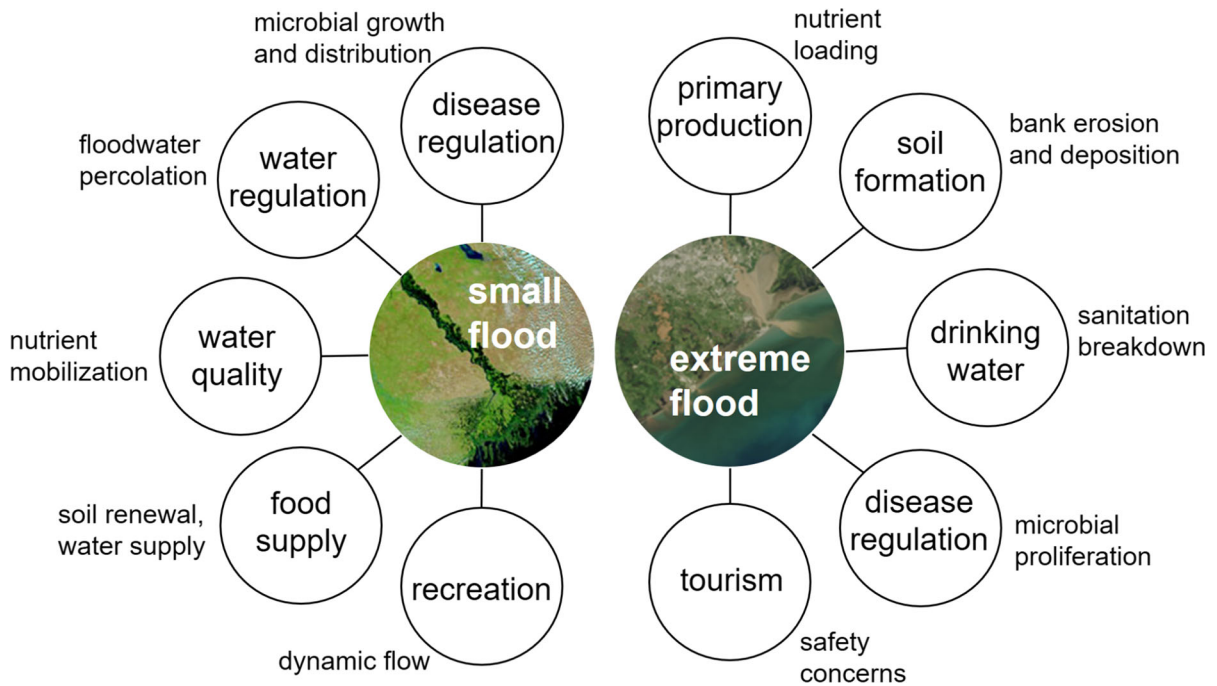 microbial growth
and distribution
disease
regulation
floodwater
percolation
water
regulation
nutrient
mobilization
water
quality
soil renewal,
water supply
food
supply
dynamic flow
recreation
small
flood
nutrient
loading
primary
production
bank erosion
and deposition
soil
formation
sanitation
breakdown
drinking
water
microbial
proliferation
disease
regulation
safety
concerns
tourism
extreme
flood